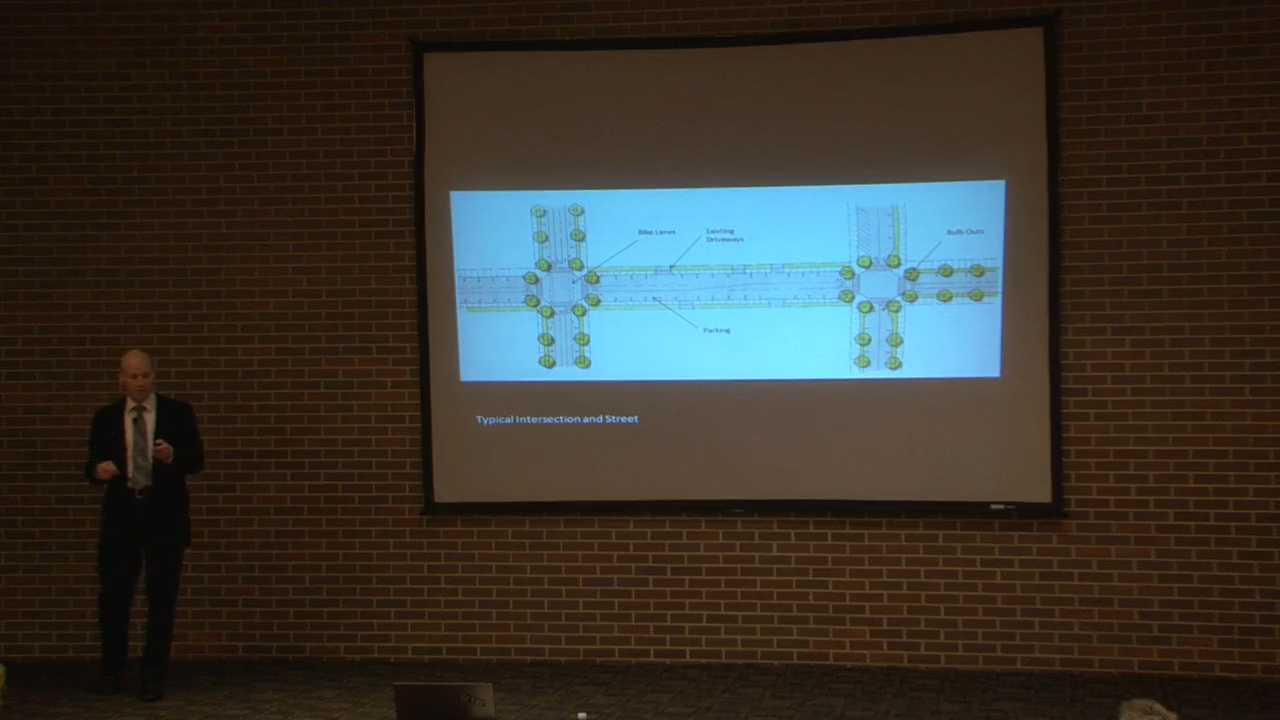 Bike Lanes
Existing
Driveways
Bulb-Outs
Parking
Typical Intersection and Street